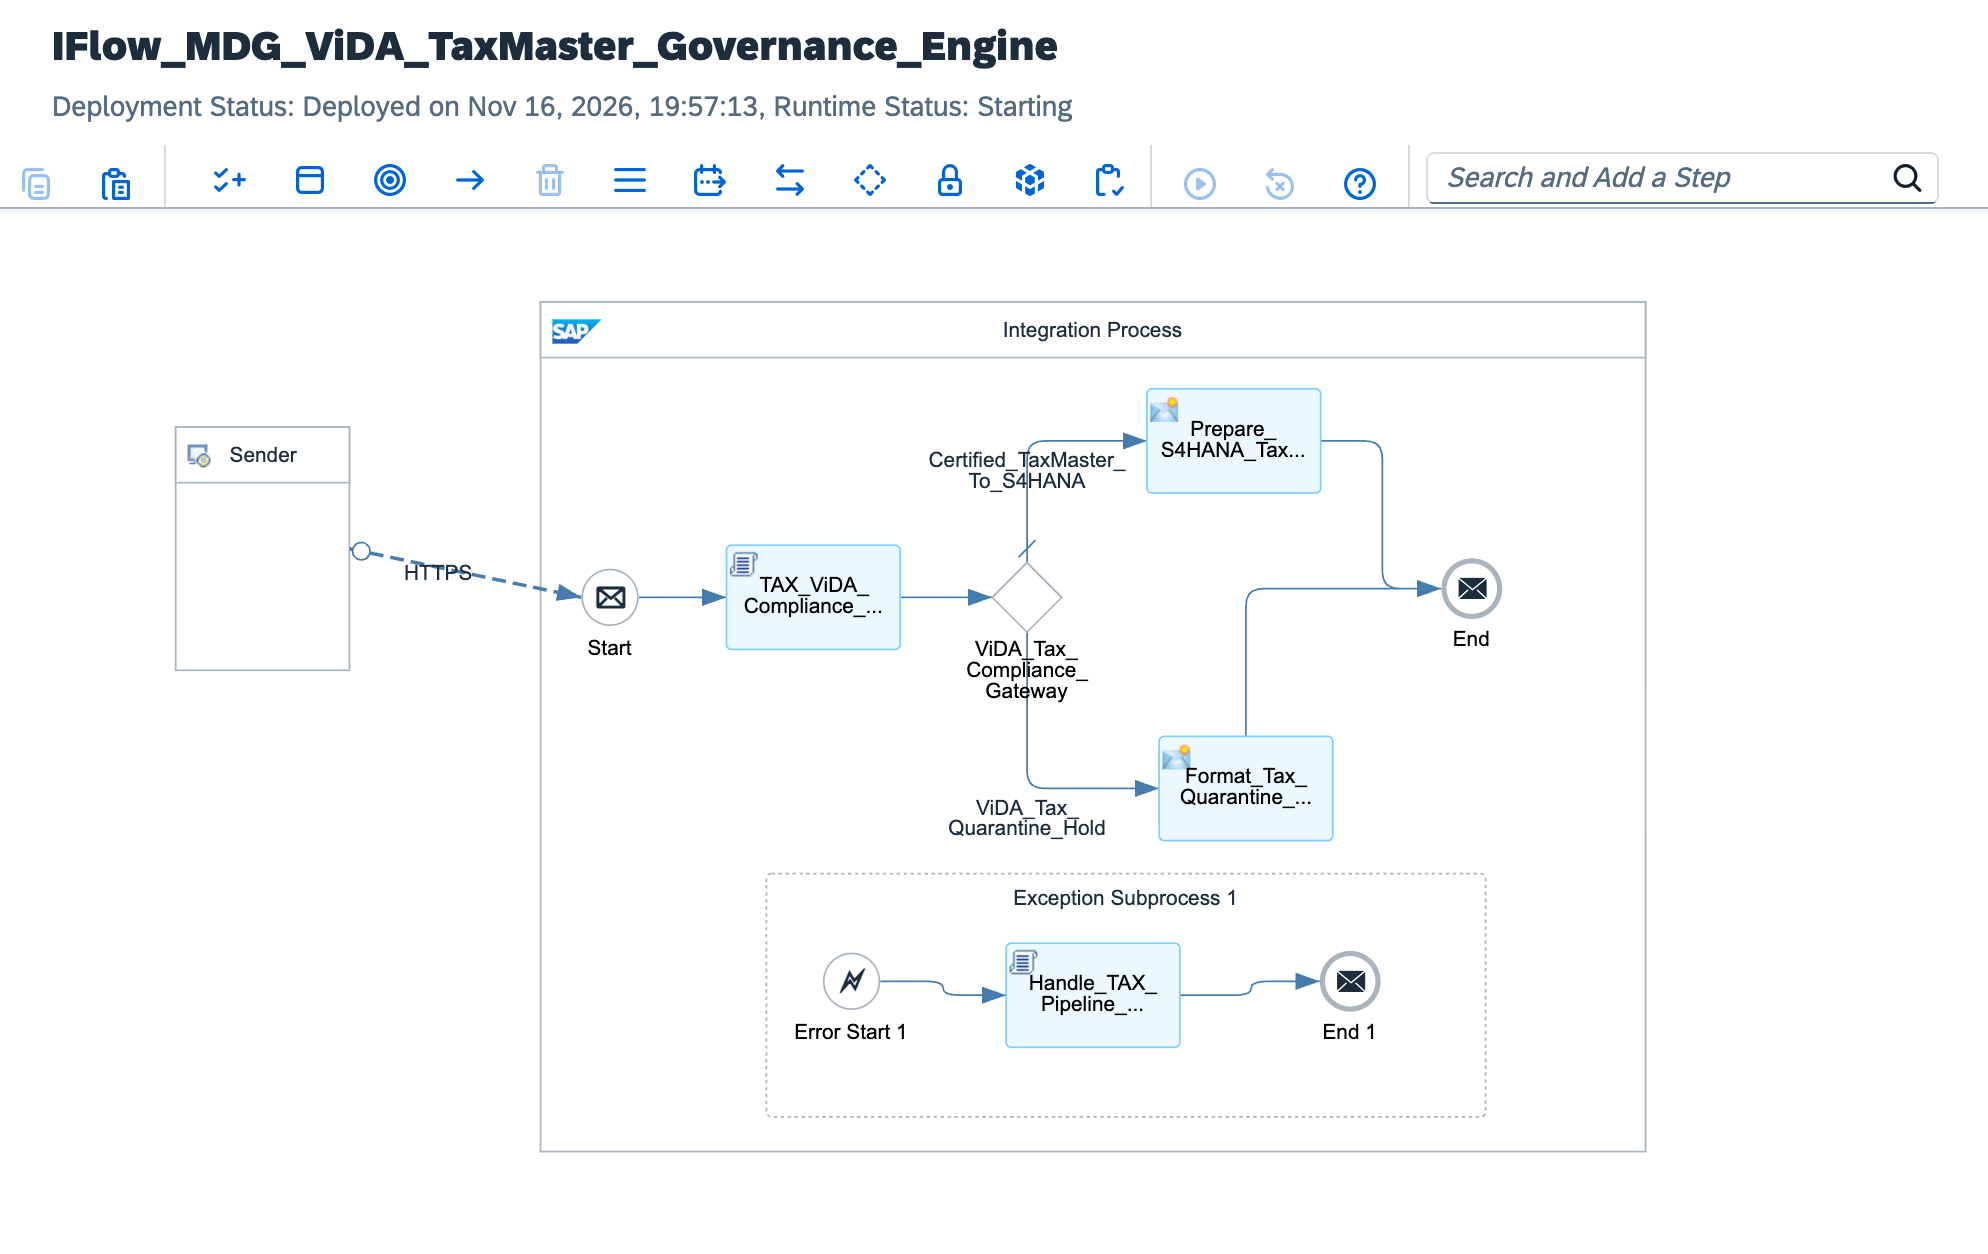 IFlow_MDG_ViDA_TaxMaster_Governance_Engine
Deployment Status: Deployed on Nov 16, 2026, 19:57:13, Runtime Status: Starting
Search and Add a Step
SAP
Integration Process
Sender
HTTPS
Start
TAX_ViDA_
Compliance_...
Certified_TaxMaster_
To_S4HANA
Prepare_
S4HANA_Tax...
ViDA_Tax_
Compliance_
Gateway
End
ViDA_Tax_
Quarantine_Hold
Format_Tax_
Quarantine_...
Exception Subprocess 1
Error Start 1
Handle_TAX_
Pipeline_...
End 1